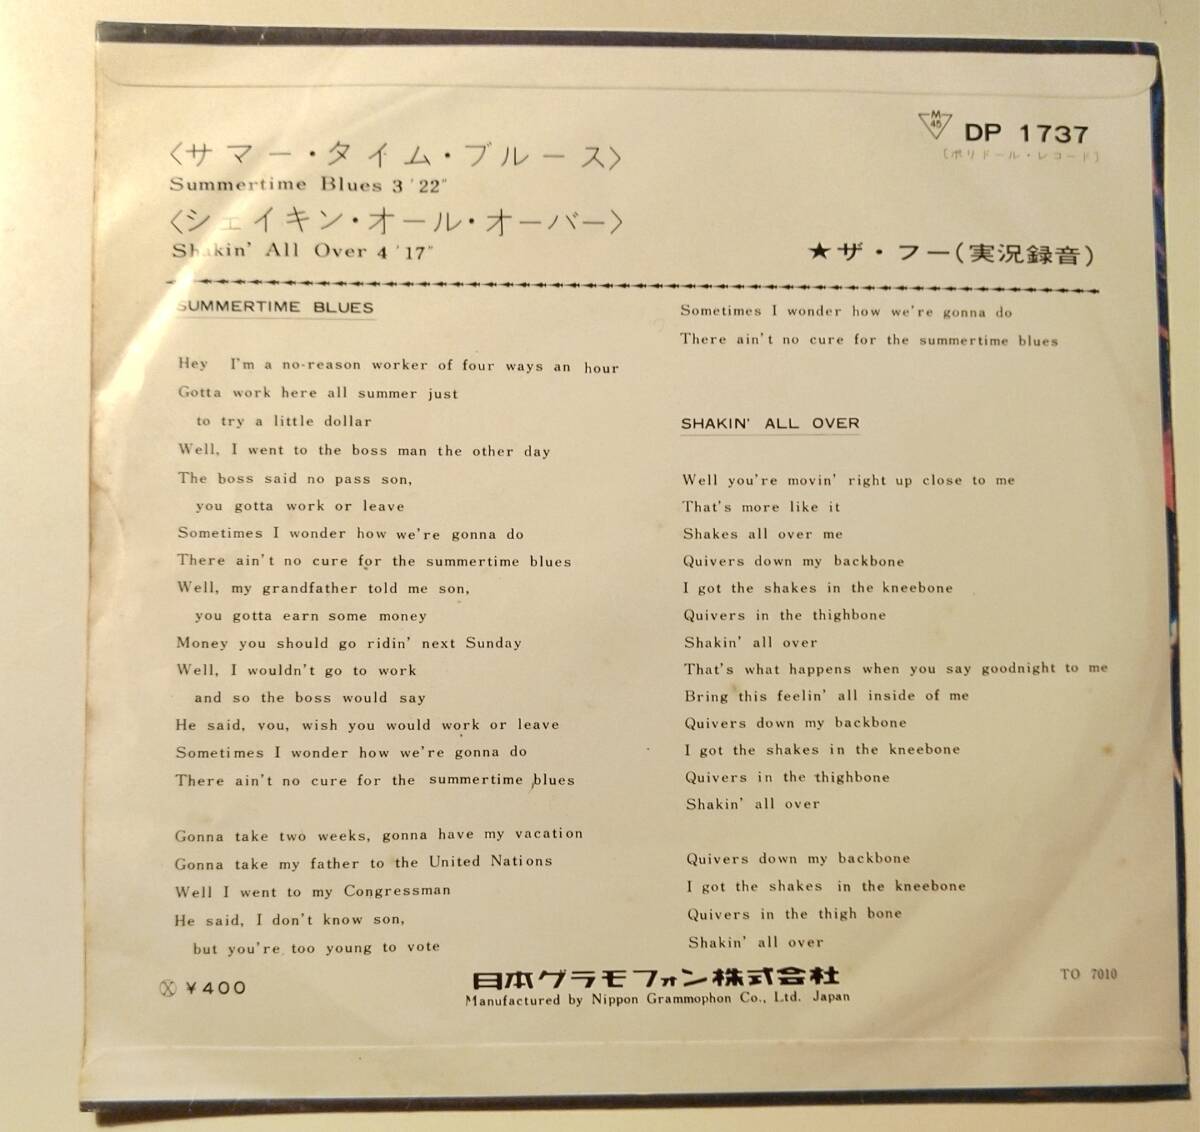 〈サマー・タイム・ブルース〉
Summertime Blues 3 '22"
〈シェイキン・オール・オーバー〉
Shakin' All Over 4 '17"
M
45
DP 1737
〔ポリドール・レコード〕
★ザ・フー(実況録音)
SUMMERTIME BLUES
Hey I'm a no-reason worker of four ways an hour
Gotta work here all summer just
to try a little dollar
Well, I went to the boss man the other day
The boss said no pass son,
you gotta work or leave
Sometimes I wonder how we're gonna do
There ain't no cure for the summertime blues
Well, my grandfather told me son,
you gotta earn some money
Money you should go ridin' next Sunday
Well, I wouldn't go to work
and so the boss would say
He said, you, wish you would work or leave
Sometimes I wonder how we're gonna do
There ain't no cure for the summertime blues
Gonna take two weeks, gonna have my vacation
Gonna take my father to the United Nations
Well I went to my Congressman
He said, I don't know son,
but you're too young to vote
Sometimes I wonder how we're gonna do
There ain't no cure for the summertime blues
SHAKIN' ALL OVER
Well you're movin' right up close to me
That's more like it
Shakes all over me
Quivers down my backbone
I got the shakes in the kneebone
Quivers in the thighbone
Shakin' all over
That's what happens when you say goodnight to me
Bring this feelin' all inside of me
Quivers down my backbone
I got the shakes in the kneebone
Quivers in the thighbone
Shakin' all over
Quivers down my backbone
I got the shakes in the kneebone
Quivers in the thigh bone
Shakin' all over
Ⓧ ¥400
日本グラモフォン株式会社
Manufactured by Nippon Grammophon Co., Ltd. Japan
TO 7010